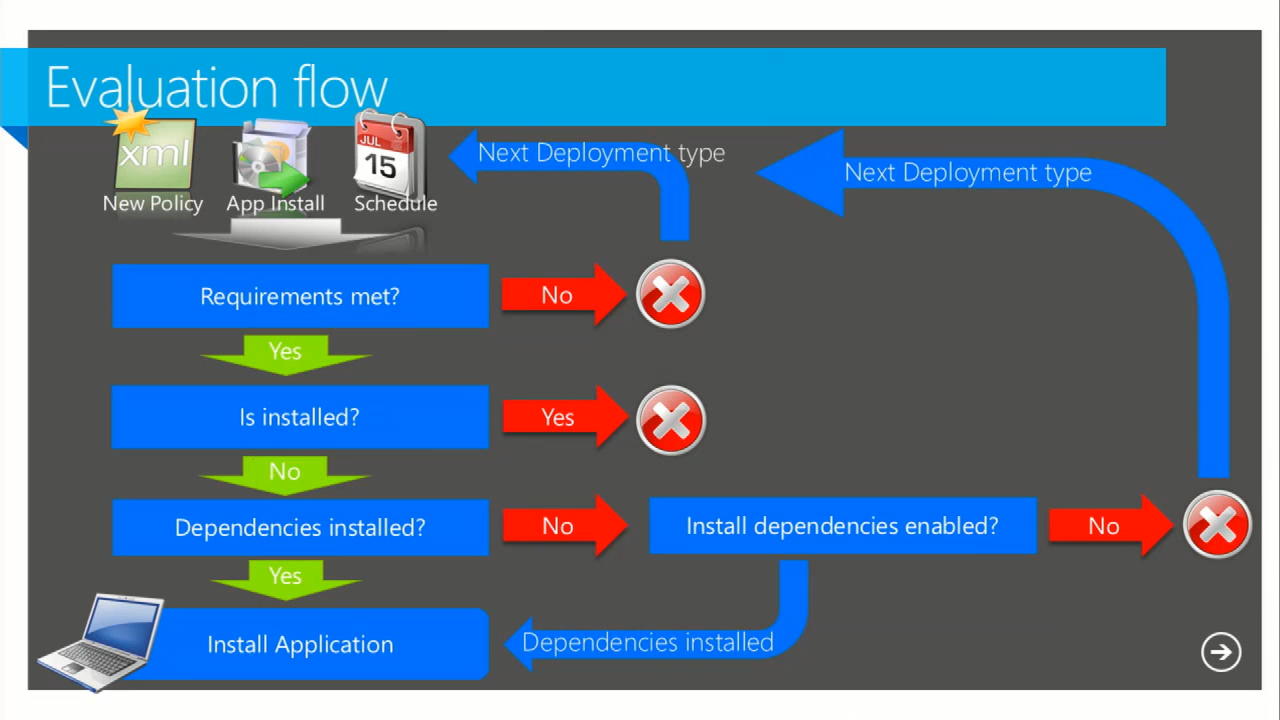 Evaluation flow
xml
JUL
15
New Policy
App Install
Schedule
Next Deployment type
Next Deployment type
Requirements met?
No
Yes
Is installed?
Yes
No
Dependencies installed?
No
Install dependencies enabled?
No
Yes
Install Application
Dependencies installed